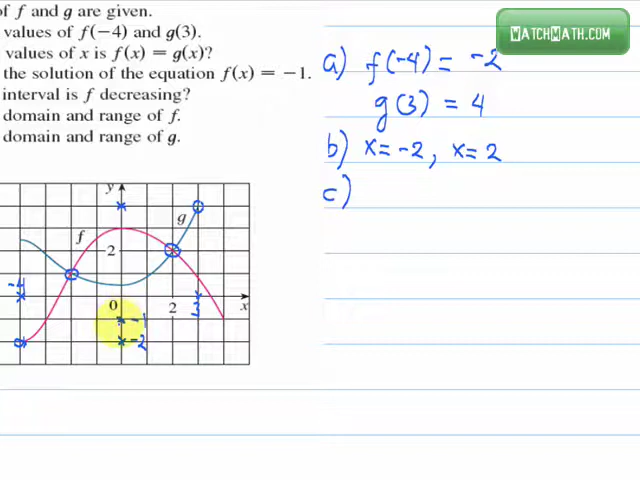 of f and g are given.
values of f(−4) and g(3).
values of x is f(x) = g(x)?
the solution of the equation f(x) = −1.
interval is f decreasing?
domain and range of f.
domain and range of g.
WATCHMATH.COM
a) f(-4) = -2
g(3) = 4
b) x=-2, x=2
c)
y
f
g
2
-4
0
2
3
x
-1
-2